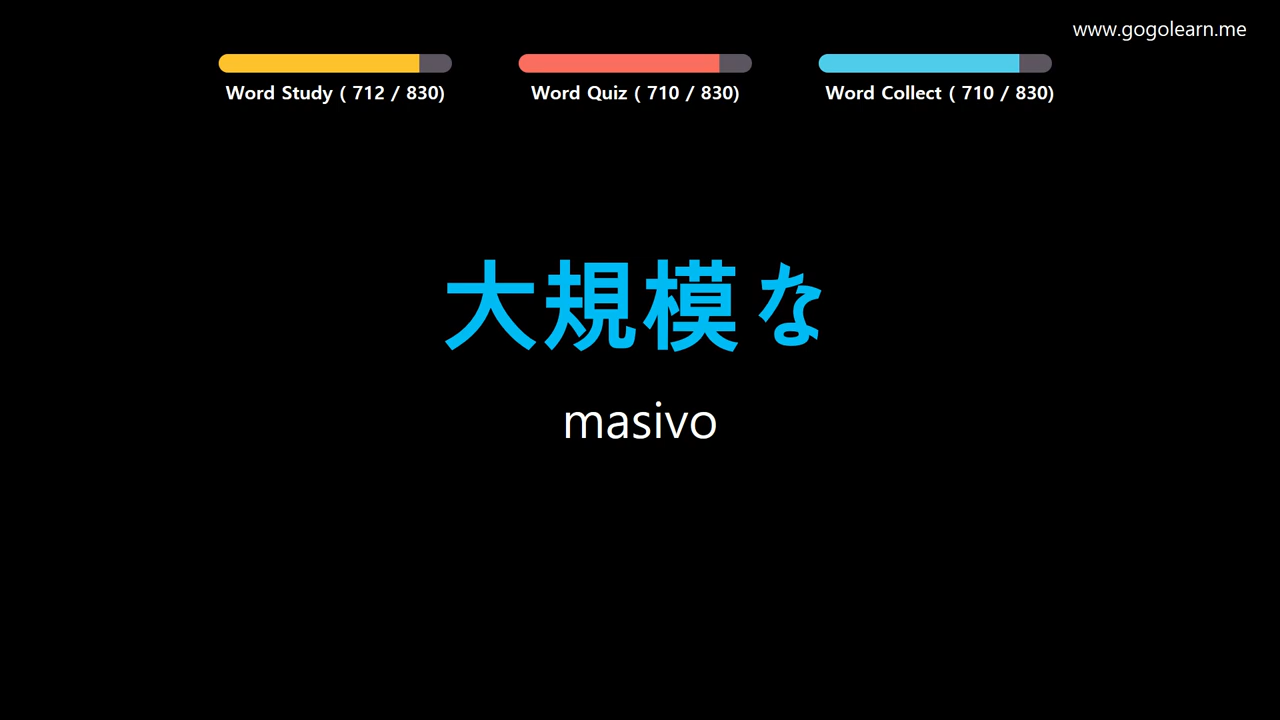 www.gogolearn.me
Word Study ( 712 / 830)
Word Quiz ( 710 / 830)
Word Collect ( 710 / 830)
大規模な
masivo